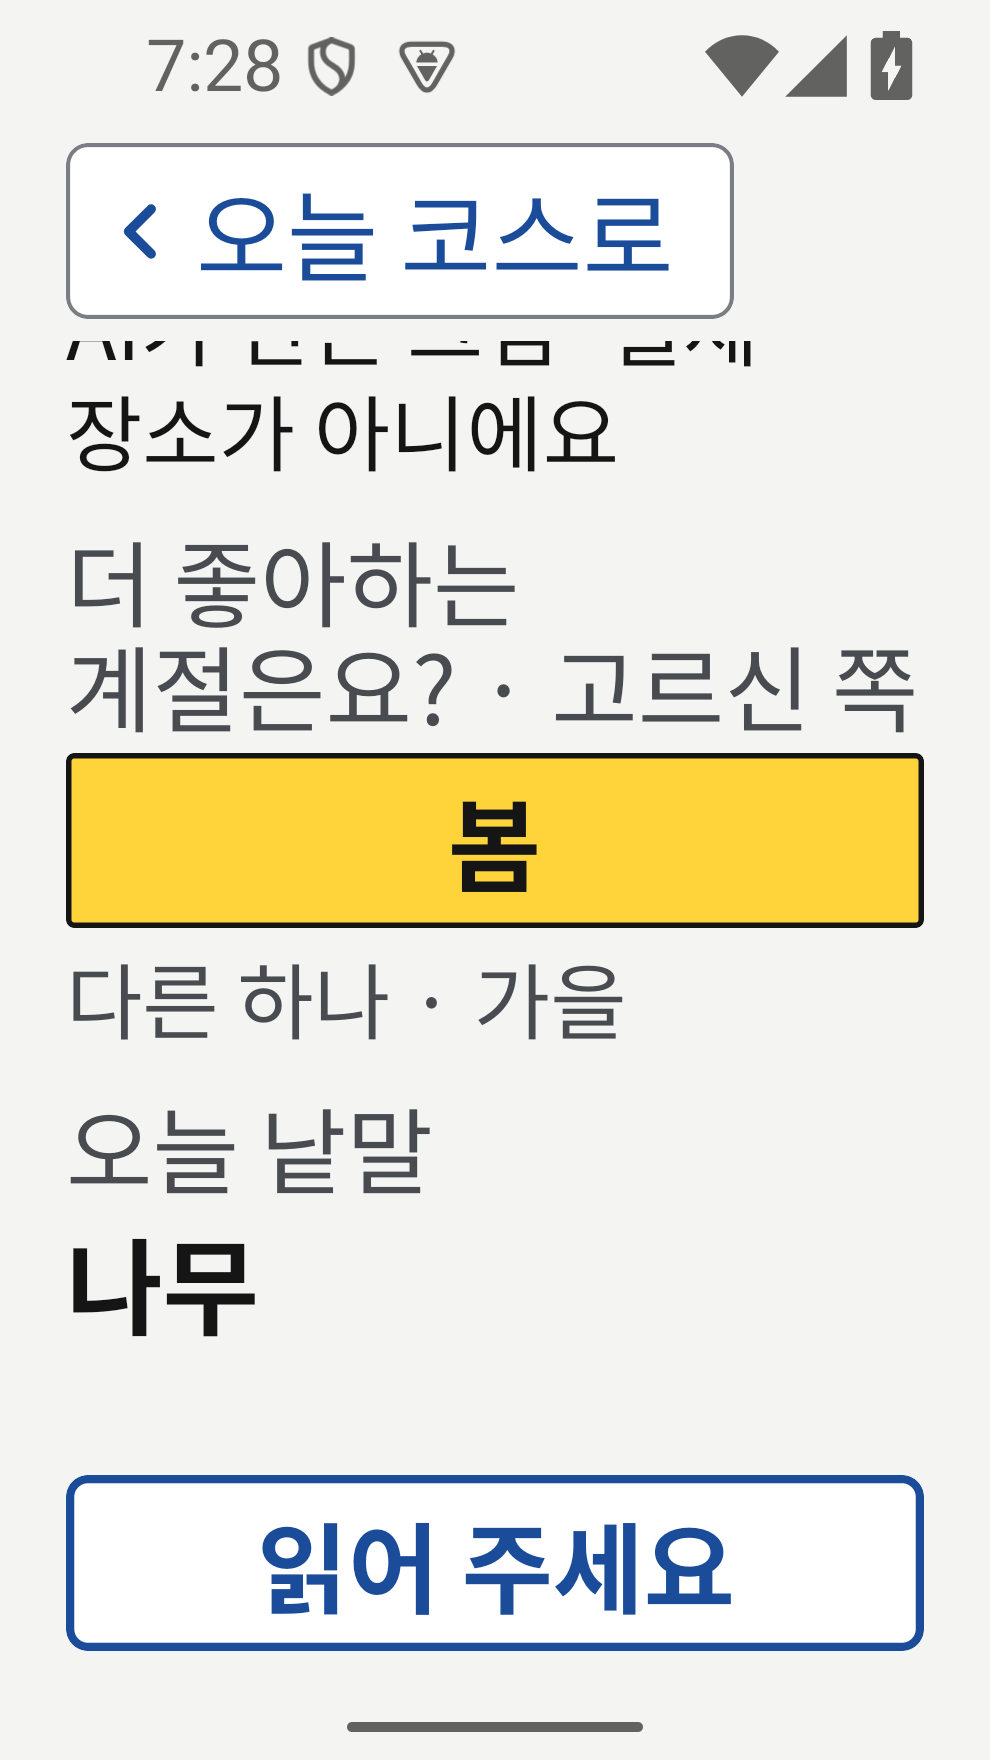 7:28
오늘 코스로
장소가 아니에요
더 좋아하는
계절은요? · 고르신 쪽
봄
다른 하나 · 가을
오늘 낱말
나무
읽어 주세요